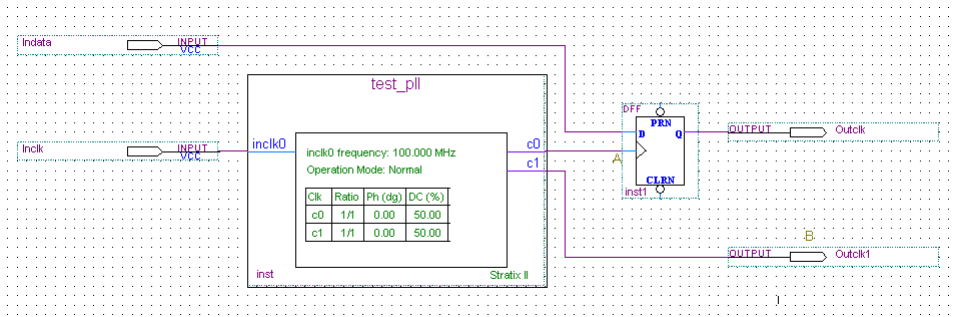 Indata
INPUT
VCC
test_pll
DFF
PRN
D
Q
OUTPUT
Outclk
Inclk
INPUT
VCC
inclk0
inclk0 frequency: 100.000 MHz
Operation Mode: Normal
c0
c1
A
CLRN
inst1
Clk Ratio Ph (dg) DC (%)
c0 1/1 0.00 50.00
c1 1/1 0.00 50.00
B
OUTPUT
Outclk1
inst
Stratix II